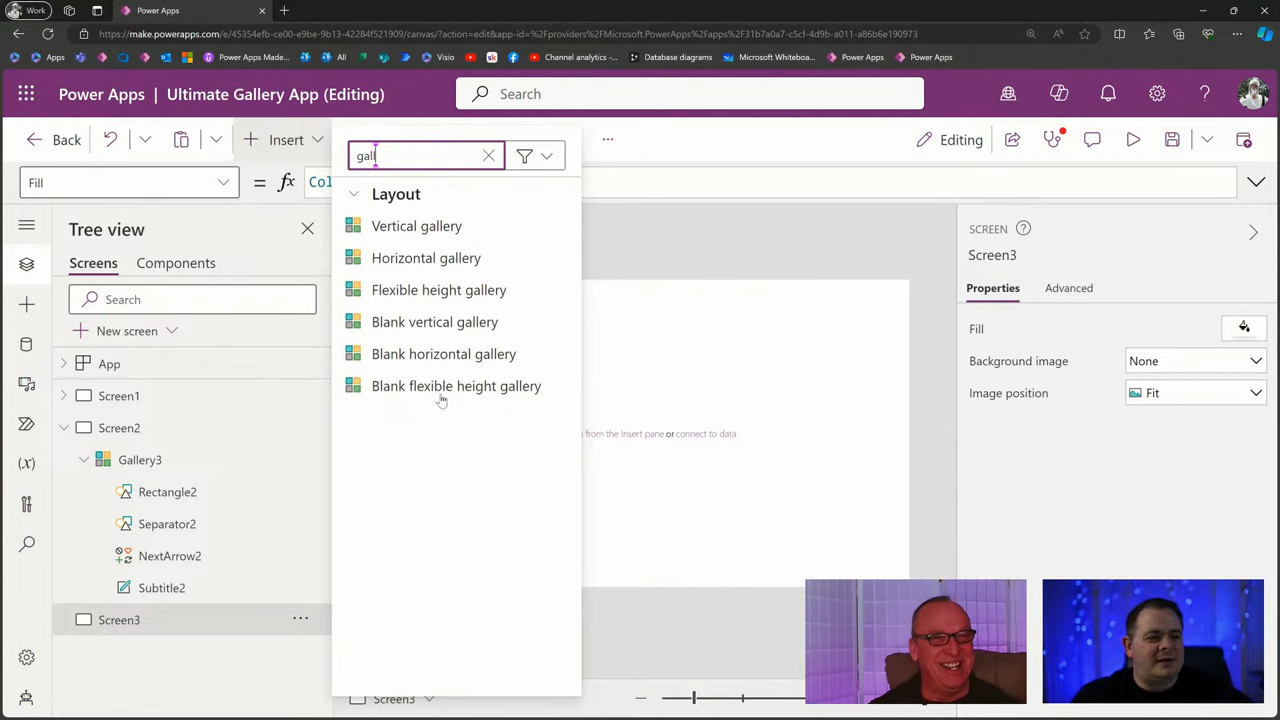 Work
Power Apps
https://make.powerapps.com/e/45354efb-ce00-e9be-9b13-42284f521909/canvas/?action=edit&app-id=%2Fproviders%2FMicrosoft.PowerApps%2Fapps%2F31b7a0a7-c5cf-4d9b-a011-a86b6e163973
Apps
All
Power Apps Made...
All
Visio
Channel analytics -...
Database diagrams
Microsoft Whiteboa...
Power Apps
Power Apps
Power Apps | Ultimate Gallery App (Editing)
Search
Back
Insert
Editing
gall
Fill
= fx Col
Layout
Vertical gallery
Horizontal gallery
Flexible height gallery
Blank vertical gallery
Blank horizontal gallery
Blank flexible height gallery
Tree view
Screens
Components
Search
New screen
App
Screen1
Screen2
Gallery3
Rectangle2
Separator2
NextArrow2
Subtitle2
Screen3
from the Insert pane or connect to data
Screen3
SCREEN
Screen3
Properties
Advanced
Fill
Background image
None
Image position
Fit